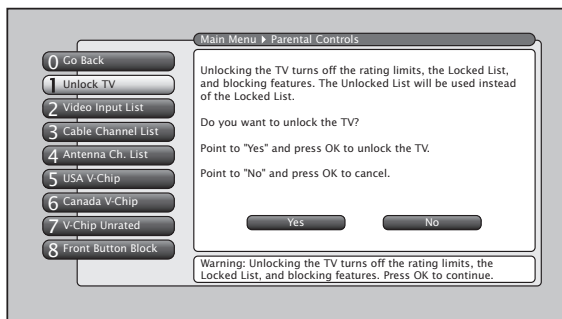 Main Menu ▶ Parental Controls
0 Go Back
1 Unlock TV
2 Video Input List
3 Cable Channel List
4 Antenna Ch. List
5 USA V-Chip
6 Canada V-Chip
7 V-Chip Unrated
8 Front Button Block
Unlocking the TV turns off the rating limits, the Locked List,
and blocking features. The Unlocked List will be used instead
of the Locked List.
Do you want to unlock the TV?
Point to "Yes" and press OK to unlock the TV.
Point to "No" and press OK to cancel.
Yes
No
Warning: Unlocking the TV turns off the rating limits, the
Locked List, and blocking features. Press OK to continue.